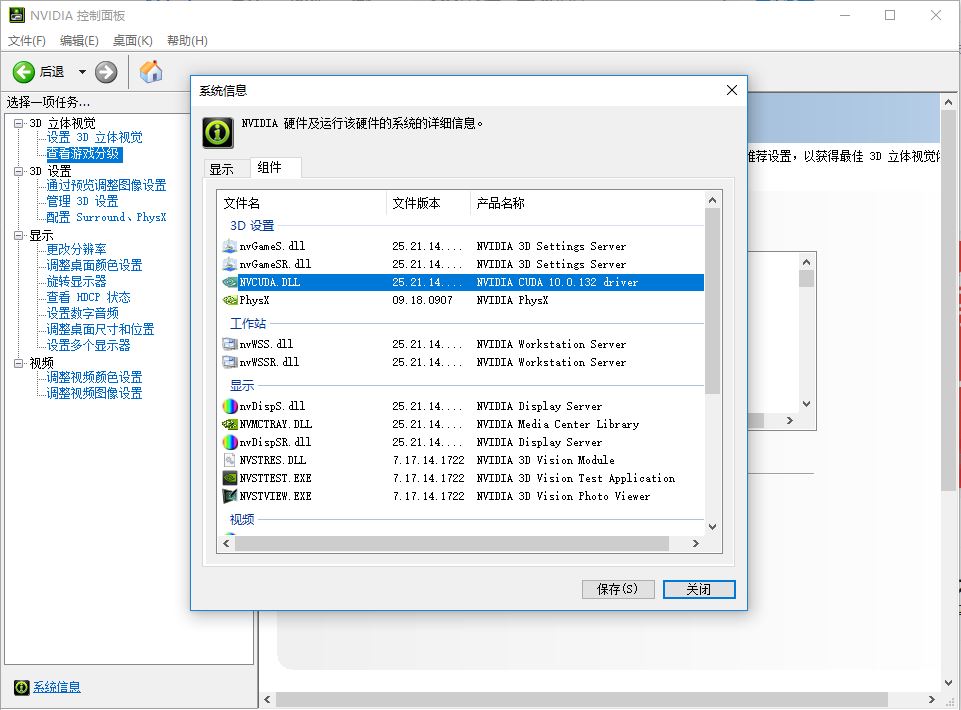 NVIDIA 控制面板
文件(F) 编辑(E) 桌面(K) 帮助(H)
后退
选择一项任务...
3D 立体视觉
设置 3D 立体视觉
查看游戏分级
3D 设置
通过预览调整图像设置
管理 3D 设置
配置 Surround、PhysX
显示
更改分辨率
调整桌面颜色设置
旋转显示器
查看 HDCP 状态
设置数字音频
调整桌面尺寸和位置
设置多个显示器
视频
调整视频颜色设置
调整视频图像设置
系统信息
推荐设置，以获得最佳 3D 立体视觉
系统信息
NVIDIA 硬件及运行该硬件的系统的详细信息。
显示 组件
文件名 文件版本 产品名称
3D 设置
nvGameS.dll 25.21.14.... NVIDIA 3D Settings Server
nvGameSR.dll 25.21.14.... NVIDIA 3D Settings Server
NVCUDA.DLL 25.21.14.... NVIDIA CUDA 10.0.132 driver
PhysX 09.18.0907 NVIDIA PhysX
工作站
nvWSS.dll 25.21.14.... NVIDIA Workstation Server
nvWSSR.dll 25.21.14.... NVIDIA Workstation Server
显示
nvDispS.dll 25.21.14.... NVIDIA Display Server
NVMCTRAY.DLL 25.21.14.... NVIDIA Media Center Library
nvDispSR.dll 25.21.14.... NVIDIA Display Server
NVSTRES.DLL 7.17.14.1722 NVIDIA 3D Vision Module
NVSTTEST.EXE 7.17.14.1722 NVIDIA 3D Vision Test Application
NVSTVIEW.EXE 7.17.14.1722 NVIDIA 3D Vision Photo Viewer
视频
保存(S) 关闭